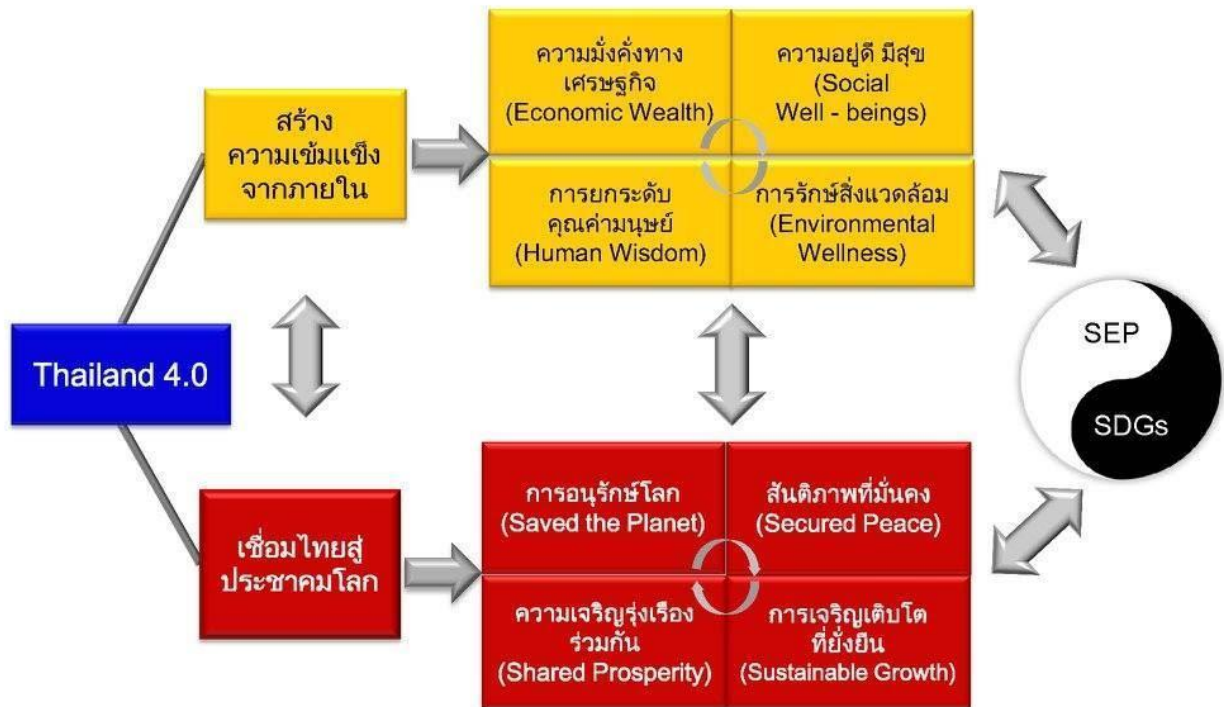 Thailand 4.0
สร้าง
ความเข้มแข็ง
จากภายใน
ความมั่งคั่งทาง
เศรษฐกิจ
(Economic Wealth)
ความอยู่ดี มีสุข
(Social
Well - beings)
การยกระดับ
คุณค่ามนุษย์
(Human Wisdom)
การรักษ์สิ่งแวดล้อม
(Environmental
Wellness)
เชื่อมไทยสู่
ประชาคมโลก
การอนุรักษ์โลก
(Saved the Planet)
สันติภาพที่มั่นคง
(Secured Peace)
ความเจริญรุ่งเรือง
ร่วมกัน
(Shared Prosperity)
การเจริญเติบโต
ที่ยั่งยืน
(Sustainable Growth)
SEP
SDGs